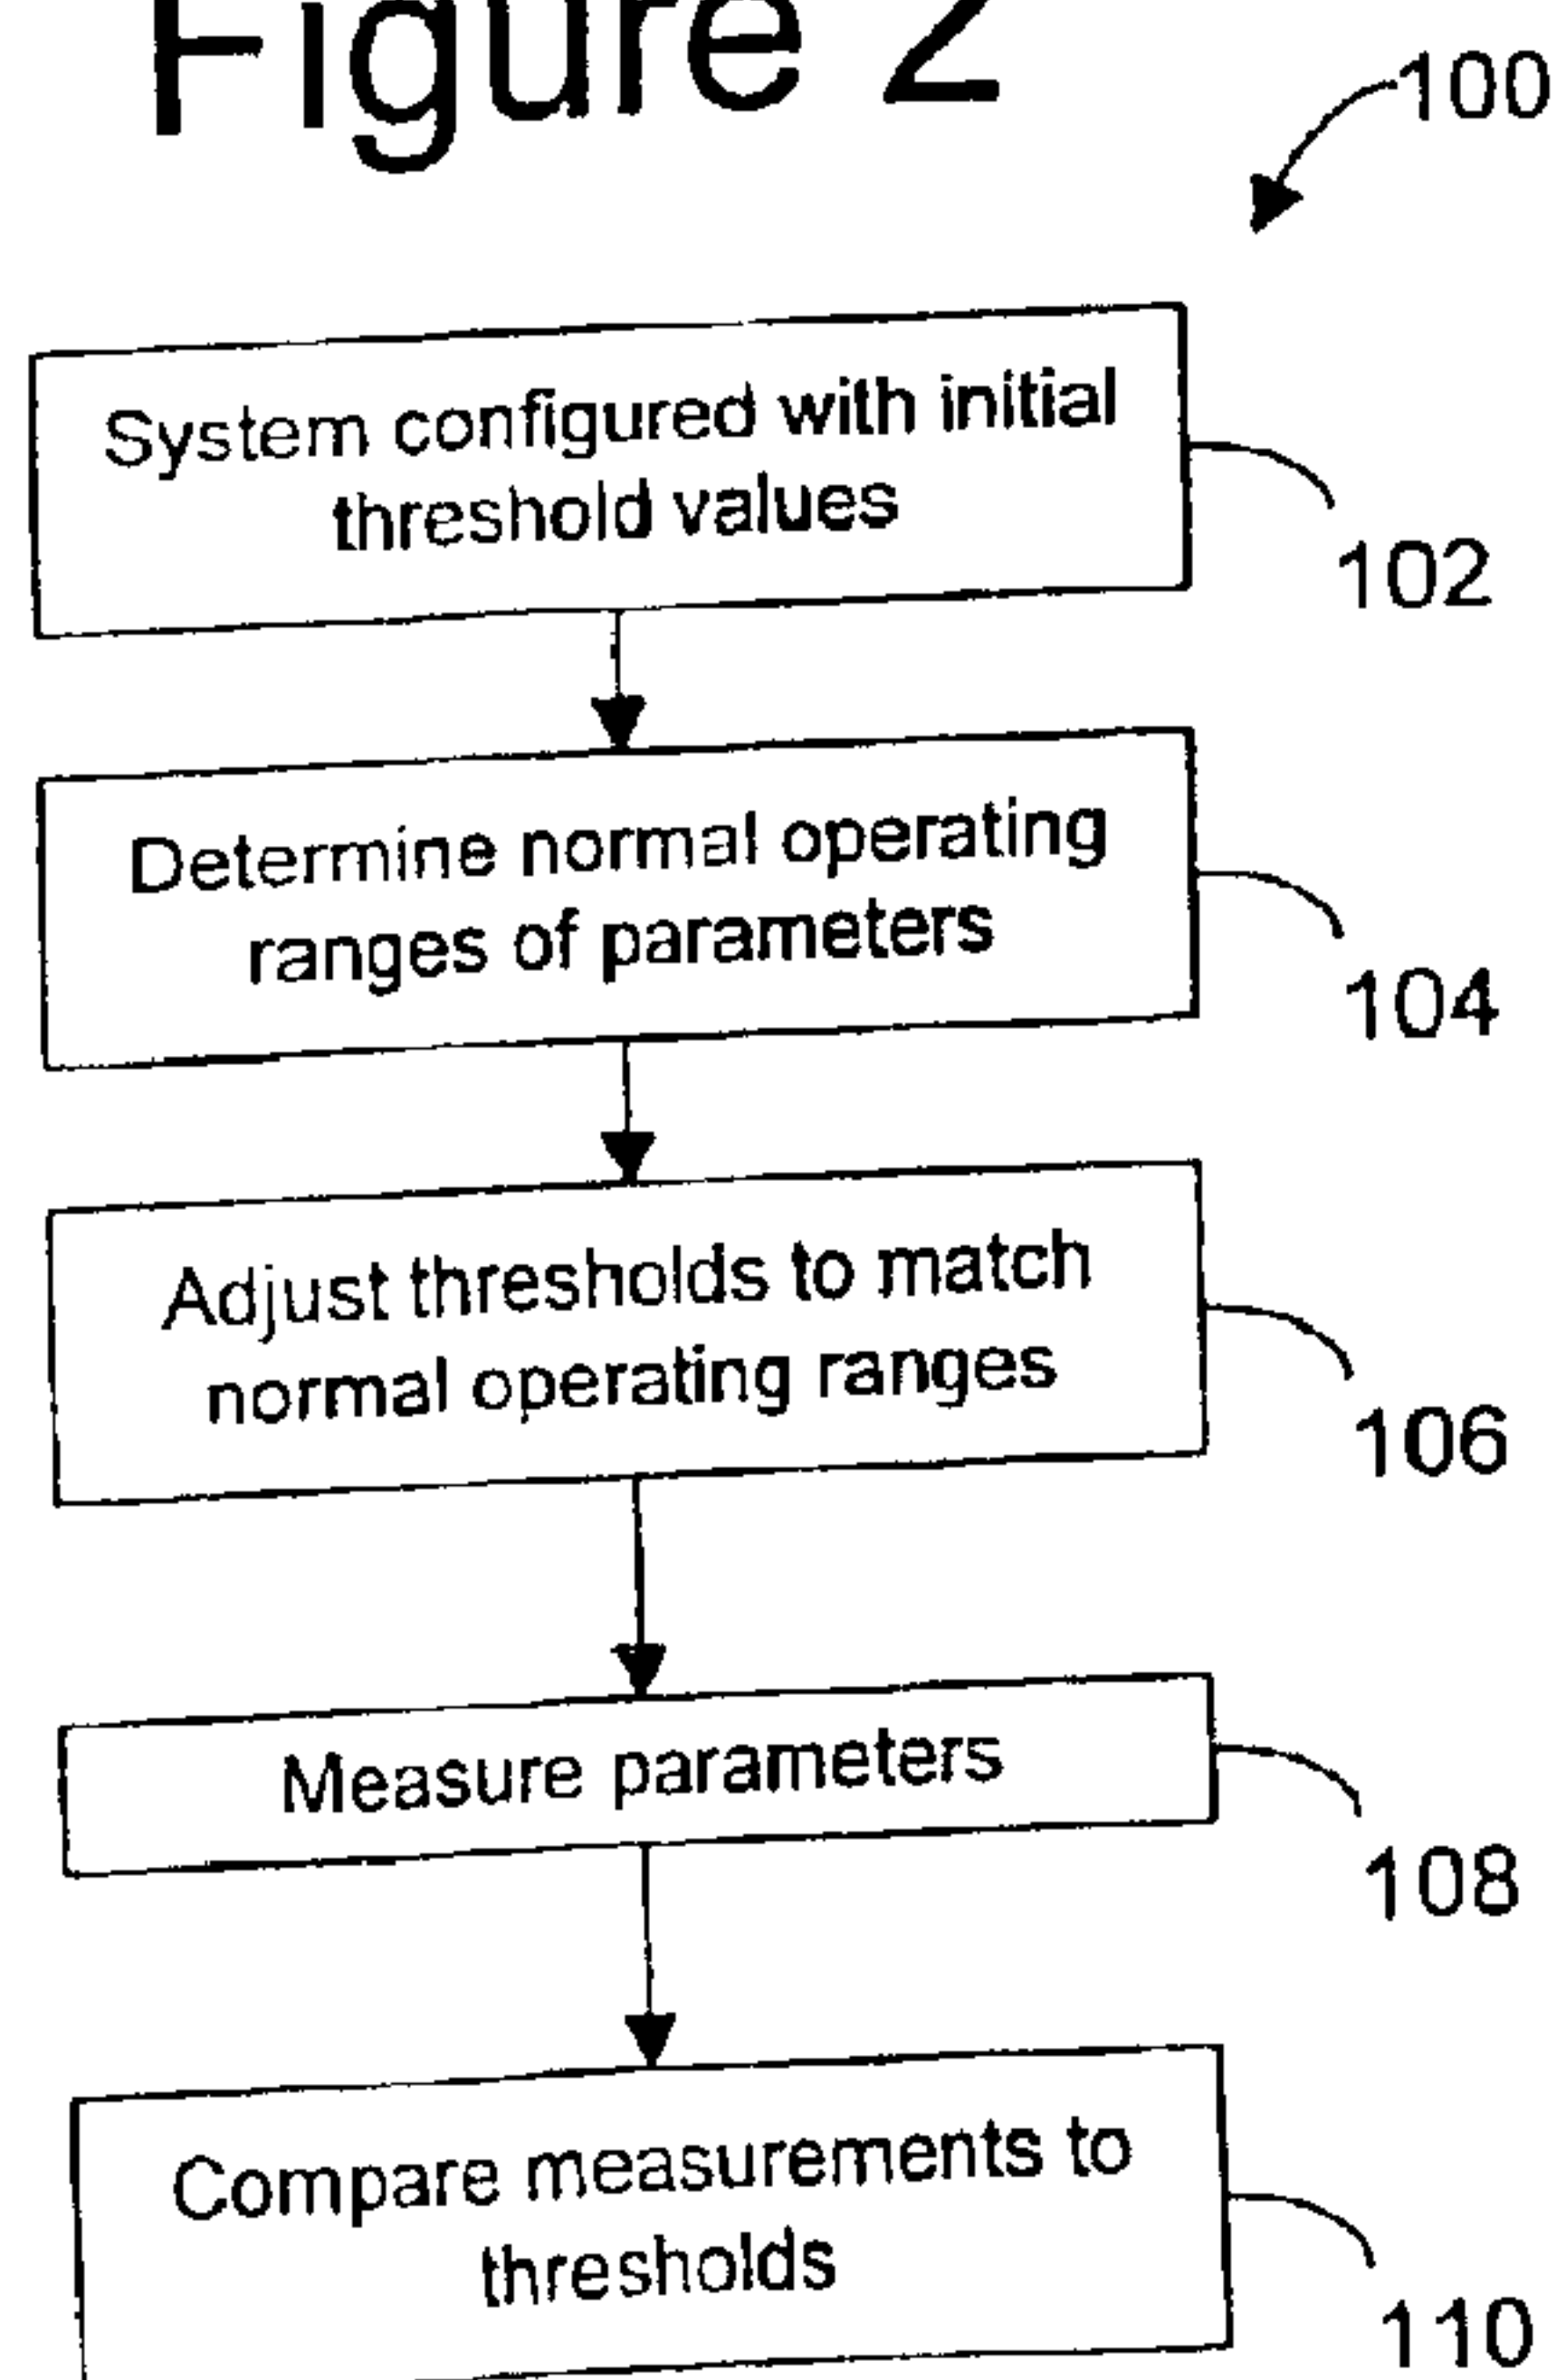 Figure 2
100
System configured with initial
threshold values
102
Determine normal operating
ranges of parameters
104
Adjust thresholds to match
normal operating ranges
106
Measure parameters
108
Compare measurements to
thresholds
110